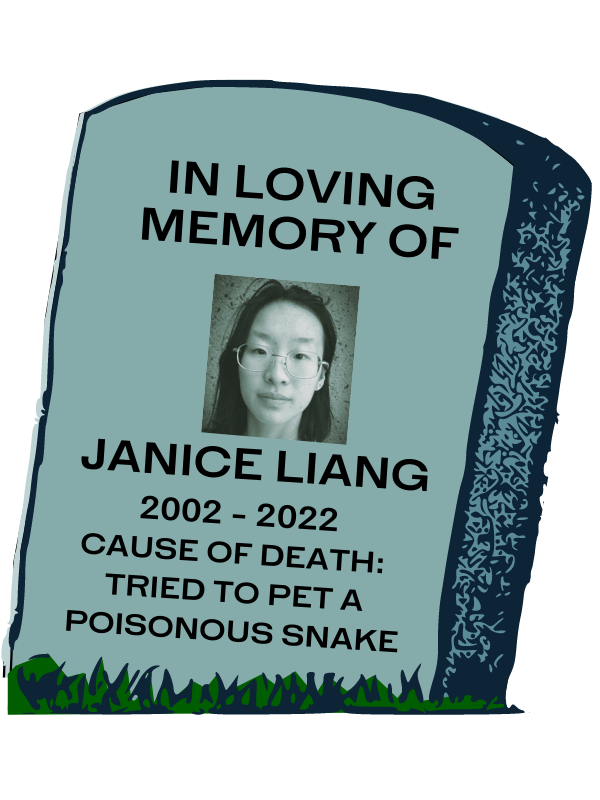 IN LOVING
MEMORY OF
JANICE LIANG
2002 - 2022
CAUSE OF DEATH:
TRIED TO PET A
POISONOUS SNAKE